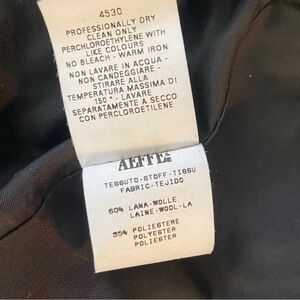 4530
PROFESSIONALLY DRY
CLEAN ONLY
PERCHLOROETHYLENE WITH
LIKE COLOURS
NO BLEACH - WARM IRON
NON LAVARE IN ACQUA -
NON CANDEGGIARE -
STIRARE ALLA
TEMPERATURA MASSIMA DI
150° - LAVARE
SEPARATAMENTE A SECCO
CON PERCLOROETILENE
AEFFE
TESSUTO-STOFF-TISSU
FABRIC-TEJIDO
LANA-WOLLE
LAINE-WOOL-LA
35% POLIESTERE
POLYESTER
POLIESTER